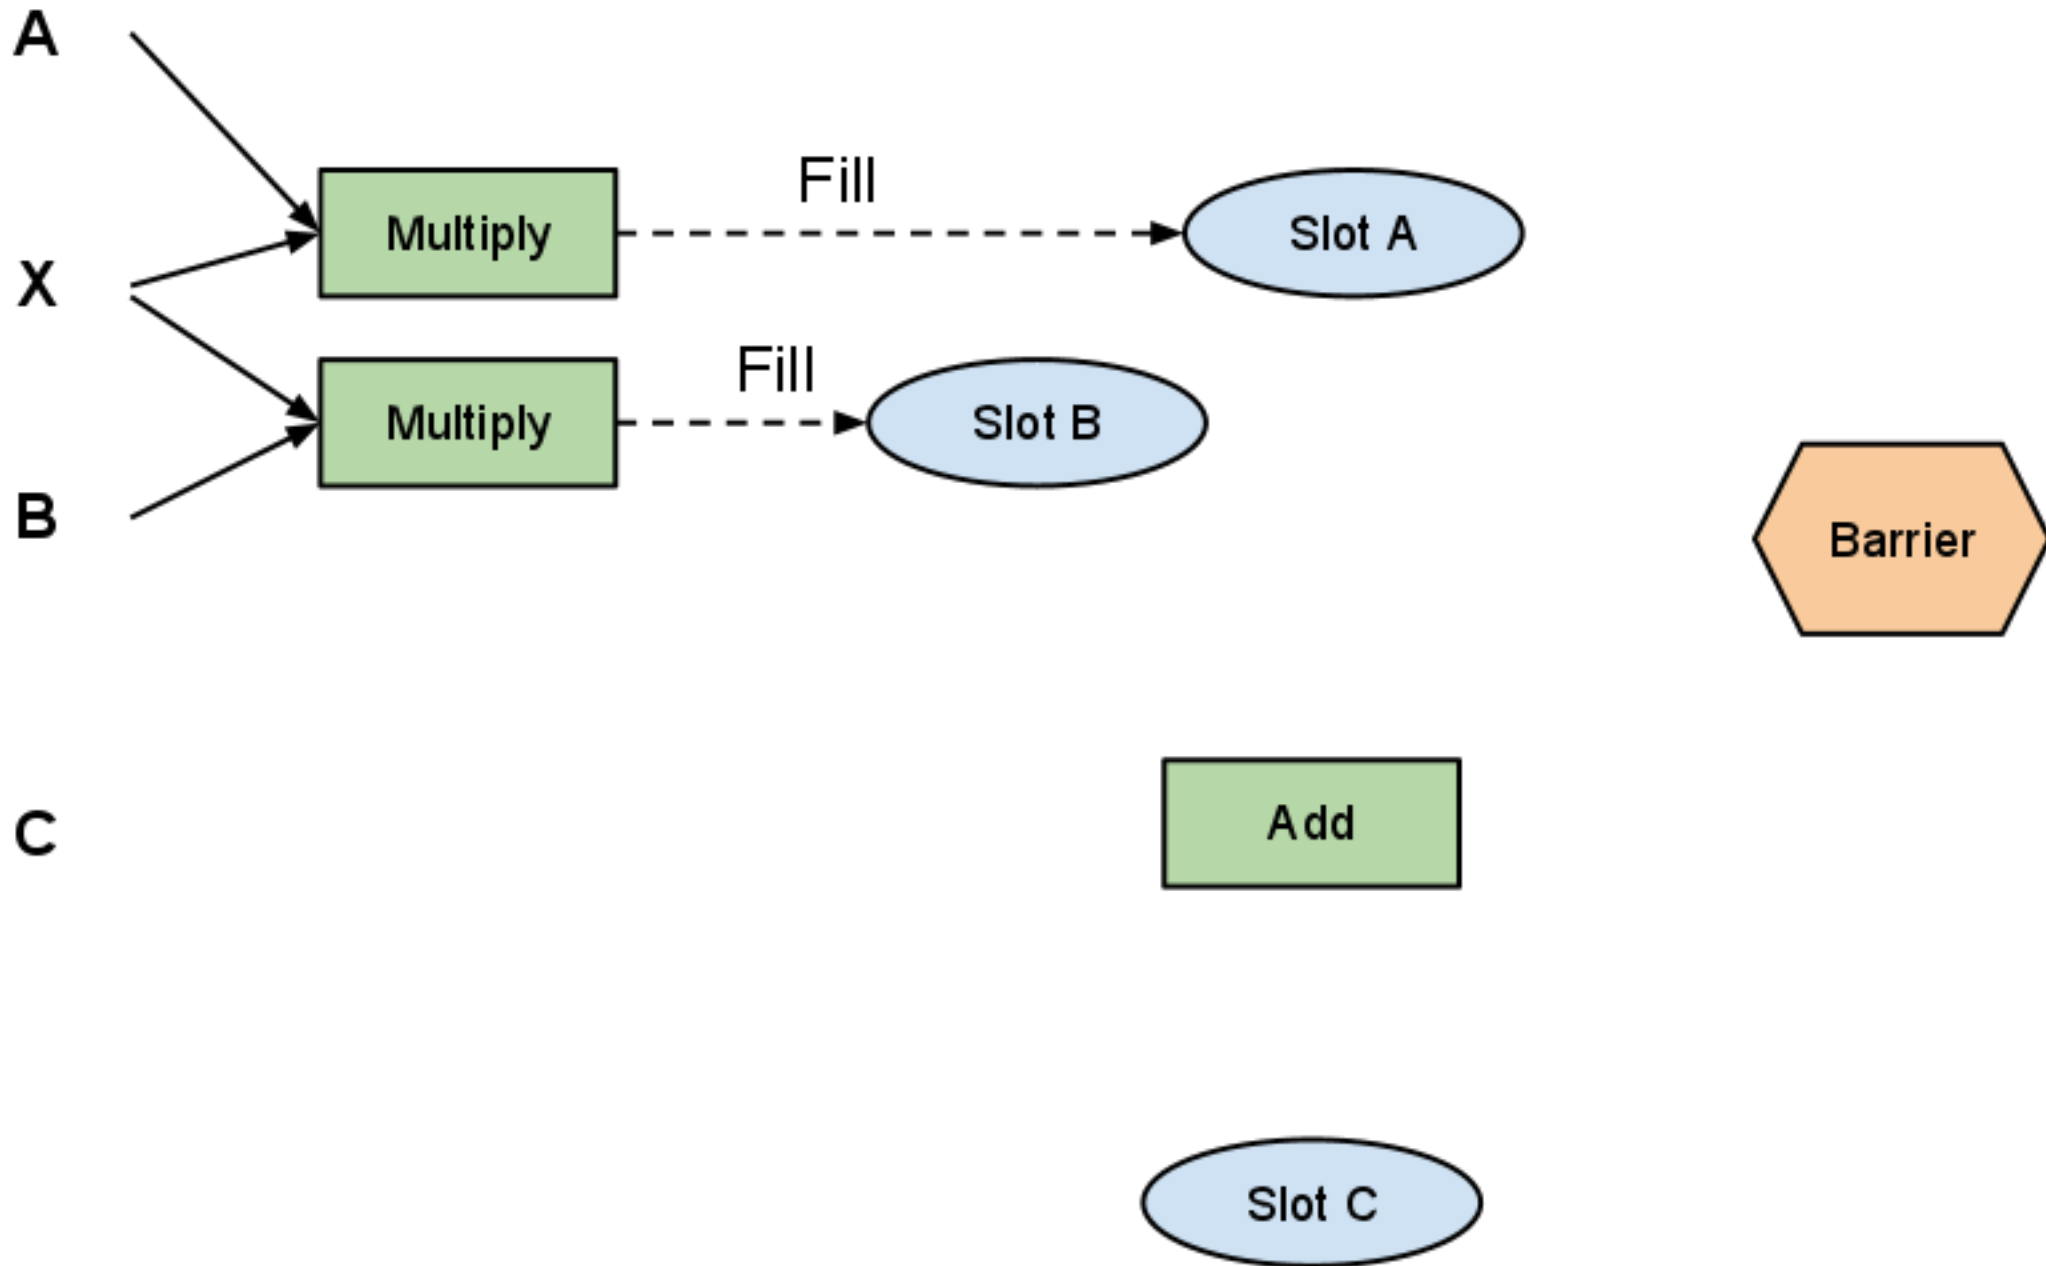 A
Fill
Multiply
Slot A
X
Fill
Multiply
Slot B
B
Barrier
C
Add
Slot C